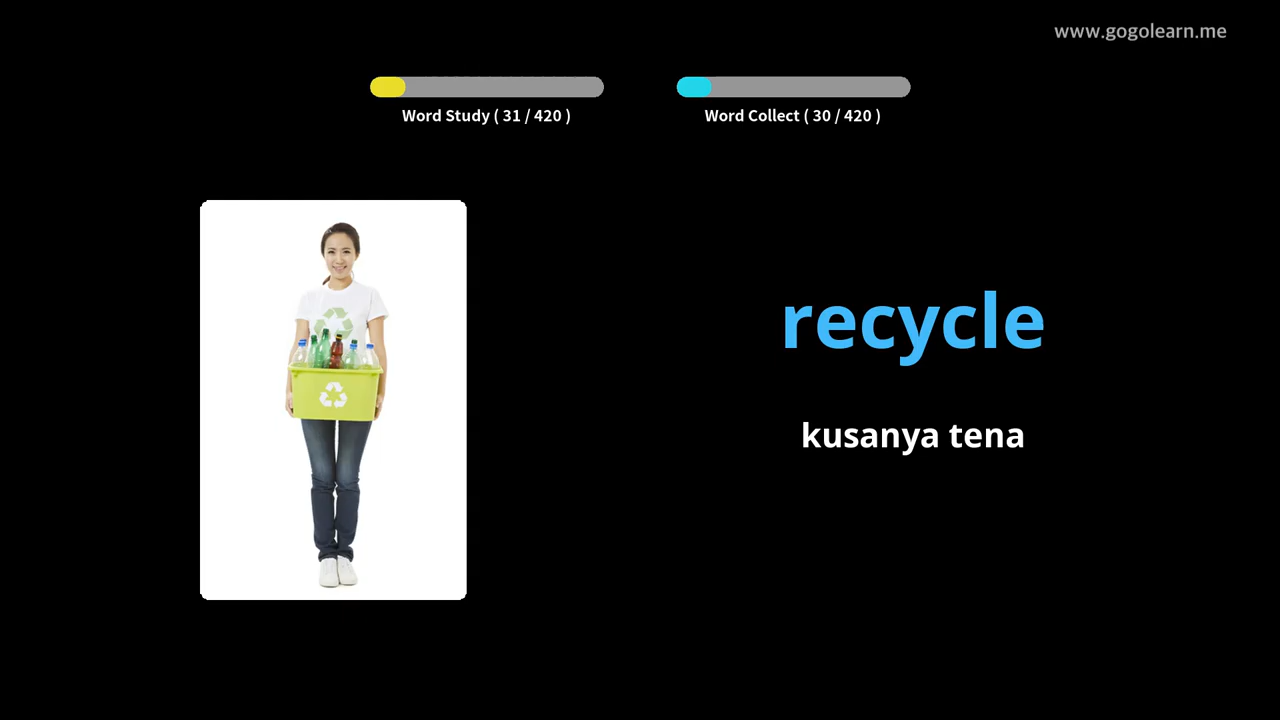 www.gogolearn.me
Word Study ( 31 / 420 )
Word Collect ( 30 / 420 )
recycle
kusanya tena